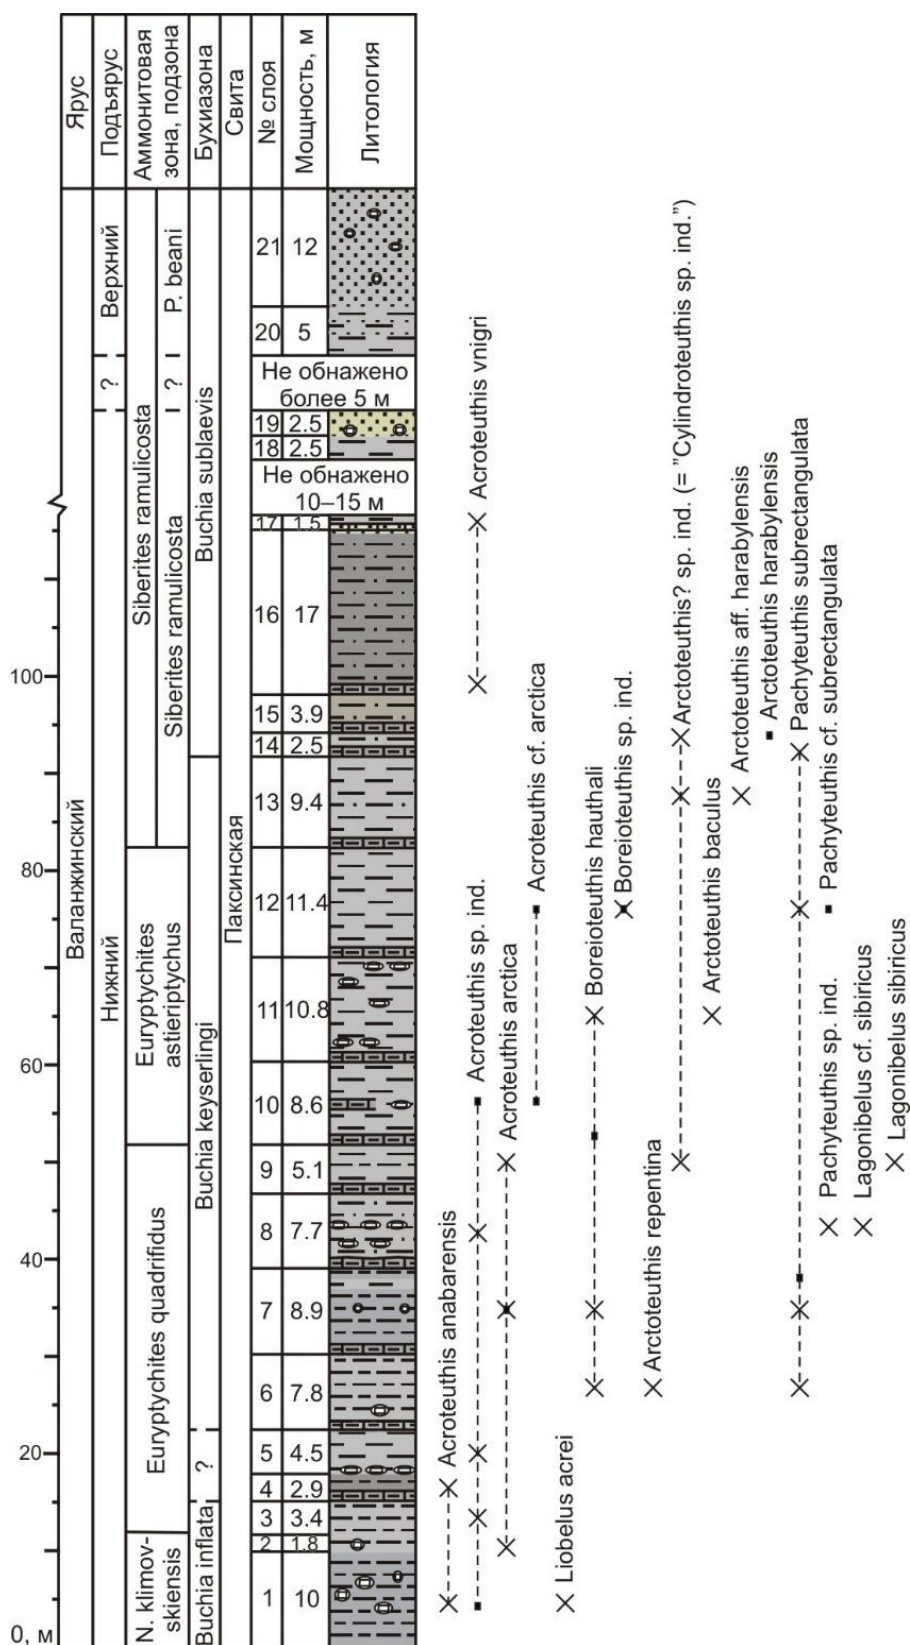 Ярус
Подъярус
Аммонитовая
зона, подзона
Бухиазона
Свита
№ слоя
Мощность, м
Литология
Валанжинский
Верхний
?
Нижний
Siberites ramulicosta
P. beani
?
Siberites ramulicosta
Euryptychites
astieriptychus
Euryptychites quadrifidus
N. klimov-
skiensis
Buchia sublaevis
Buchia keyserlingi
?
Buchia inflata
Паксинская
21 12
20 5
Не обнажено
более 5 м
19 2.5
18 2.5
Не обнажено
10–15 м
17 1.5
16 17
15 3.9
14 2.5
13 9.4
12 11.4
11 10.8
10 8.6
9 5.1
8 7.7
7 8.9
6 7.8
5 4.5
4 2.9
3 3.4
2 1.8
1 10
100
80
60
40
20
0, м
Acroteuthis anabarensis
Acroteuthis vnigri
Acroteuthis sp. ind.
Acroteuthis arctica
Acroteuthis cf. arctica
Liobelus acrei
Boreioteuthis hauthali
Boreioteuthis sp. ind.
Arctoteuthis repentina
Arctoteuthis? sp. ind. (= "Cylindroteuthis sp. ind.")
Arctoteuthis baculus
Arctoteuthis aff. harabylensis
Arctoteuthis harabylensis
Pachyteuthis subrectangulata
Pachyteuthis cf. subrectangulata
Pachyteuthis sp. ind.
Lagonibelus cf. sibiricus
Lagonibelus sibiricus